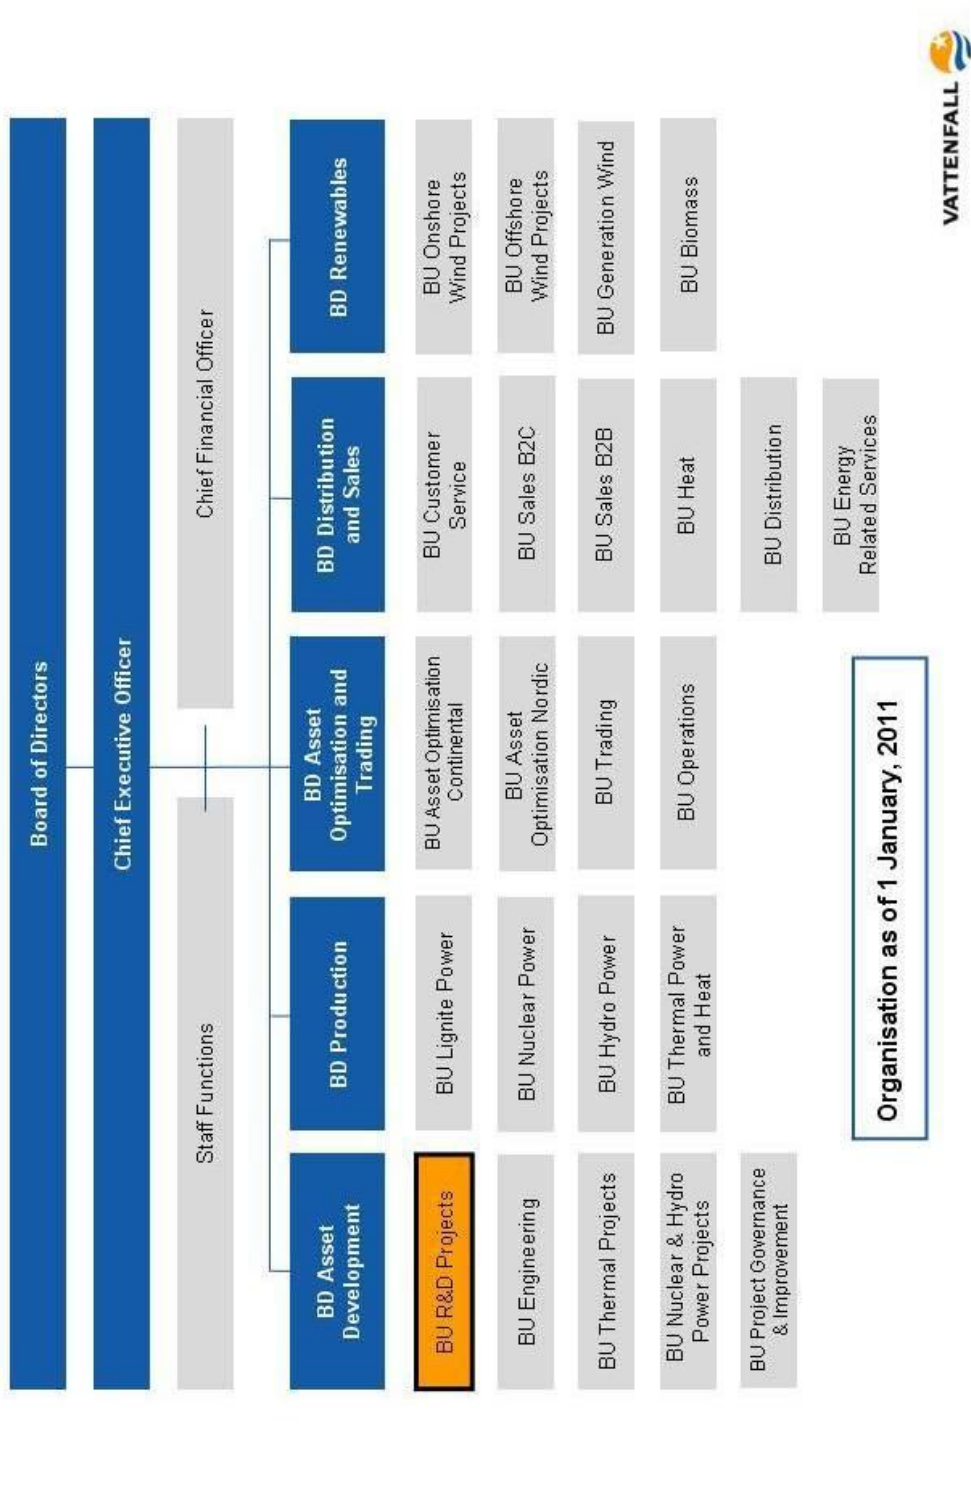 Board of Directors
Chief Executive Officer
Staff Functions
Chief Financial Officer
BD Asset
Development
BD Production
BD Asset
Optimisation and
Trading
BD Distribution
and Sales
BD Renewables
BU R&D Projects
BU Engineering
BU Thermal Projects
BU Nuclear & Hydro
Power Projects
BU Project Governance
& Improvement
BU Lignite Power
BU Nuclear Power
BU Hydro Power
BU Thermal Power
and Heat
BU Asset Optimisation
Continental
BU Asset
Optimisation Nordic
BU Trading
BU Operations
BU Customer
Service
BU Sales B2C
BU Sales B2B
BU Heat
BU Distribution
BU Energy
Related Services
BU Onshore
Wind Projects
BU Offshore
Wind Projects
BU Generation Wind
BU Biomass
Organisation as of 1 January, 2011
VATTENFALL